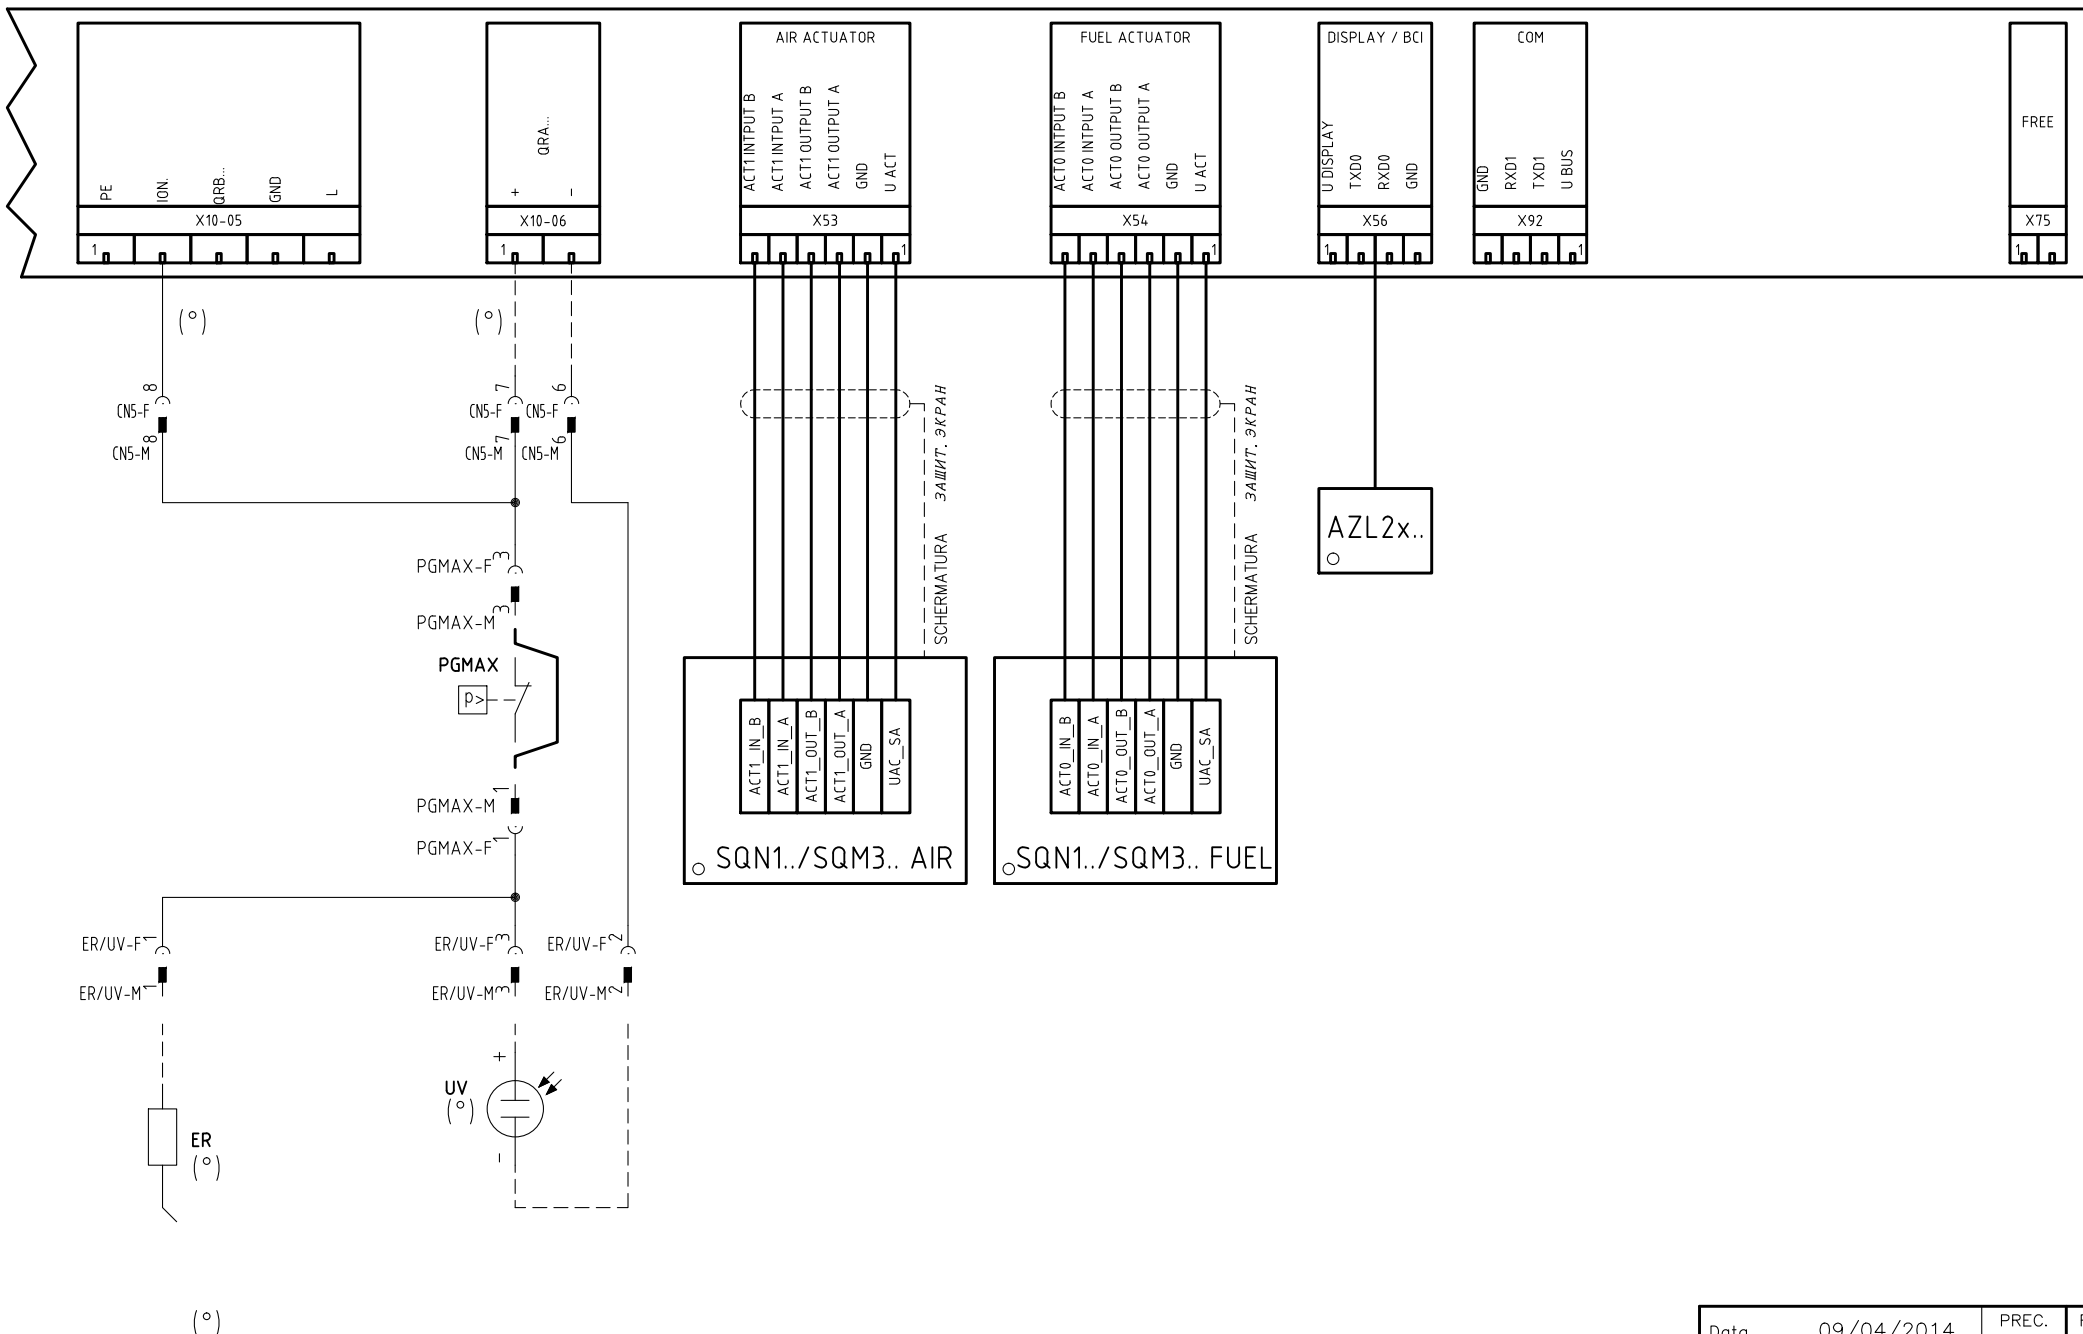 AIR ACTUATOR
FUEL ACTUATOR
DISPLAY / BCI
COM
FREE
PE
ION.
QRB...
GND
L
QRA...
+
-
ACT1 INTPUT B
ACT1 INTPUT A
ACT1 OUTPUT B
ACT1 OUTPUT A
GND
U ACT
ACT0 INTPUT B
ACT0 INTPUT A
ACT0 OUTPUT B
ACT0 OUTPUT A
GND
U ACT
U DISPLAY
TXD0
RXD0
GND
GND
RXD1
TXD1
U BUS
X10-05
X10-06
X53
X54
X56
X92
X75
1
1
1
1
1
1
1
(°)
(°)
8
7
6
CN5-F
CN5-F
CN5-F
8
7
6
CN5-M
CN5-M
CN5-M
SCHERMATURA ЗАЩИТ. ЭКРАН
SCHERMATURA ЗАЩИТ. ЭКРАН
AZL2x..
PGMAX-F 3
PGMAX-M 3
PGMAX
p>
PGMAX-M 1
PGMAX-F 1
ACT1_IN_B
ACT1_IN_A
ACT1_OUT_B
ACT1_OUT_A
GND
UAC_SA
SQN1../SQM3.. AIR
ACT0_IN_B
ACT0_IN_A
ACT0_OUT_B
ACT0_OUT_A
GND
UAC_SA
SQN1../SQM3.. FUEL
ER/UV-F 1
ER/UV-F 3
ER/UV-F 2
ER/UV-M 1
ER/UV-M 3
ER/UV-M 2
+
UV
(°)
-
ER
(°)
(°)
Data 09/04/2014
PREC.